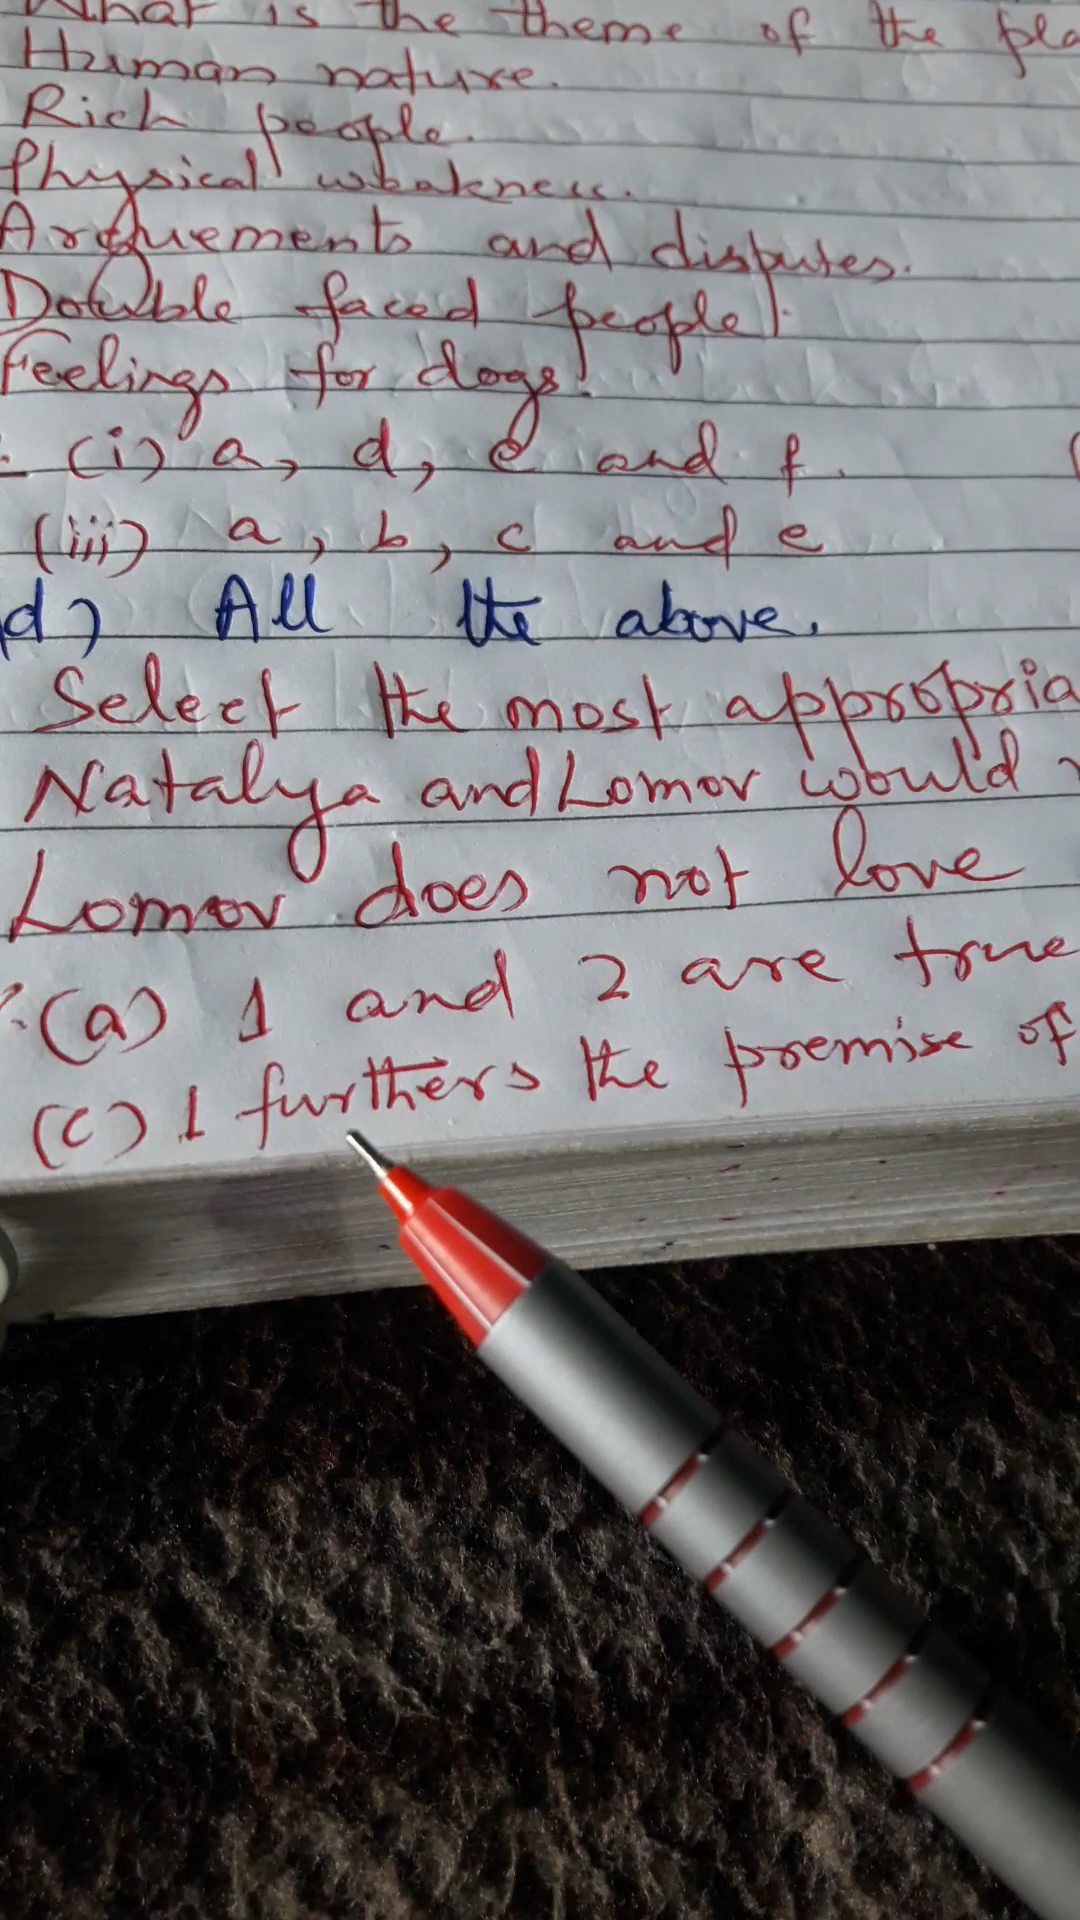 What is the theme of the pla
Human nature.
Rich people.
Physical weakness.
Arguements and disputes.
Double faced people.
Feelings for dogs.
(i) a, d, e and f. (
(iii) a, b, c and e
d) All the above.
Select the most appropria
Natalya and Lomov would
Lomov does not love
(a) 1 and 2 are true
(c) 1 furthers the premise of